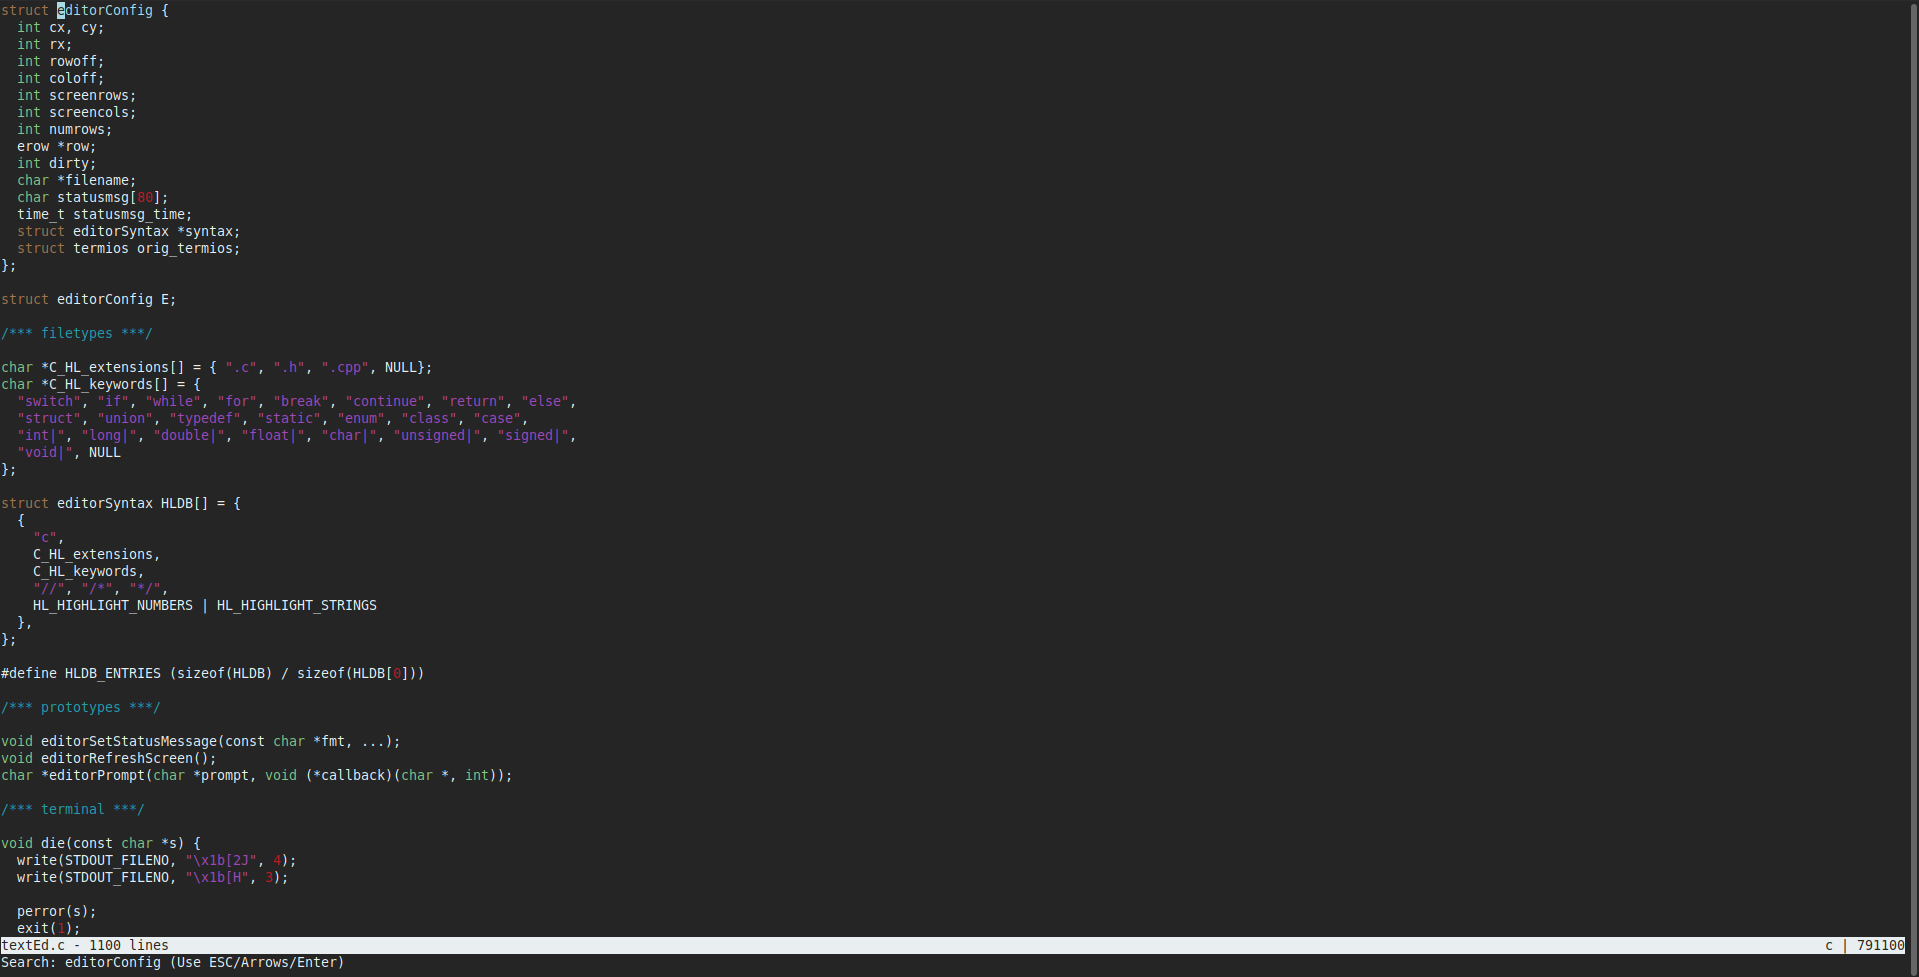 struct editorConfig {
  int cx, cy;
  int rx;
  int rowoff;
  int coloff;
  int screenrows;
  int screencols;
  int numrows;
  erow *row;
  int dirty;
  char *filename;
  char statusmsg[80];
  time_t statusmsg_time;
  struct editorSyntax *syntax;
  struct termios orig_termios;
};

struct editorConfig E;

/*** filetypes ***/

char *C_HL_extensions[] = { ".c", ".h", ".cpp", NULL};
char *C_HL_keywords[] = {
  "switch", "if", "while", "for", "break", "continue", "return", "else",
  "struct", "union", "typedef", "static", "enum", "class", "case",
  "int|", "long|", "double|", "float|", "char|", "unsigned|", "signed|",
  "void|", NULL
};

struct editorSyntax HLDB[] = {
  {
    "c",
    C_HL_extensions,
    C_HL_keywords,
    "//", "/*", "*/",
    HL_HIGHLIGHT_NUMBERS | HL_HIGHLIGHT_STRINGS
  },
};

#define HLDB_ENTRIES (sizeof(HLDB) / sizeof(HLDB[0]))

/*** prototypes ***/

void editorSetStatusMessage(const char *fmt, ...);
void editorRefreshScreen();
char *editorPrompt(char *prompt, void (*callback)(char *, int));

/*** terminal ***/

void die(const char *s) {
  write(STDOUT_FILENO, "\x1b[2J", 4);
  write(STDOUT_FILENO, "\x1b[H", 3);

  perror(s);
  exit(1);
textEd.c - 1100 lines c | 791100
Search: editorConfig (Use ESC/Arrows/Enter)